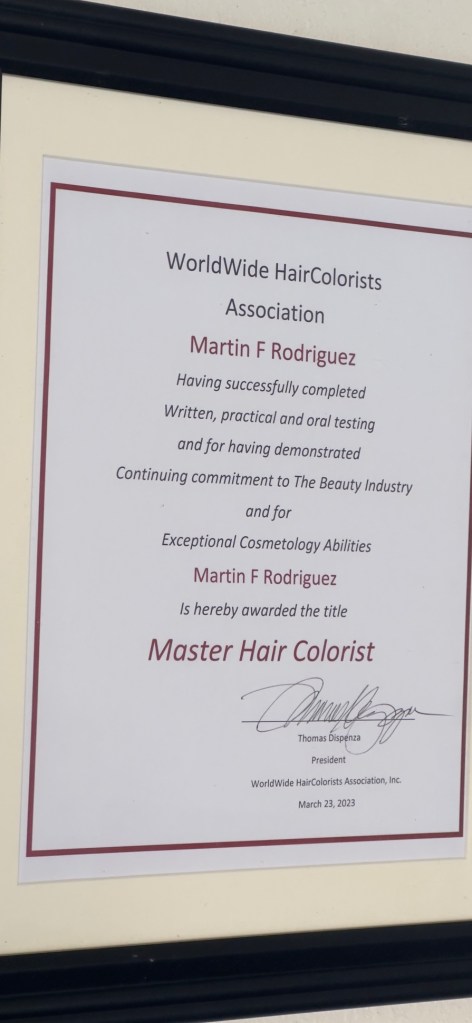 WorldWide HairColorists
Association
Martin F Rodriguez
Having successfully completed
Written, practical and oral testing
and for having demonstrated
Continuing commitment to The Beauty Industry
and for
Exceptional Cosmetology Abilities
Martin F Rodriguez
Is hereby awarded the title
Master Hair Colorist
Thomas Dispenza
President
WorldWide HairColorists Association, Inc.
March 23, 2023